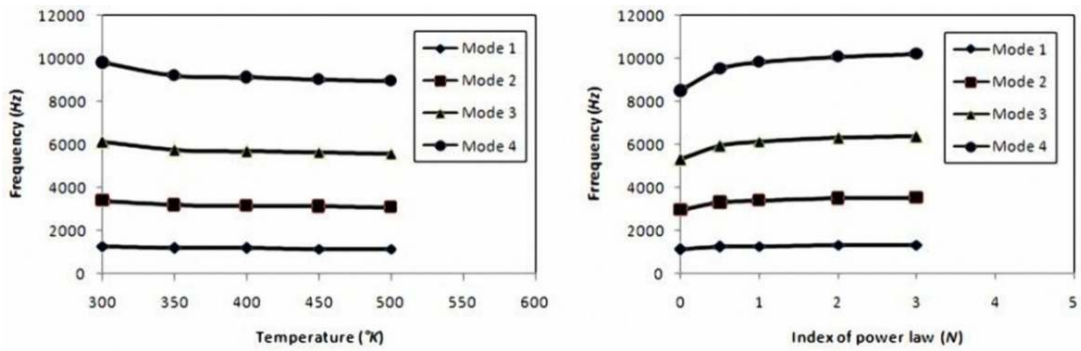 12000
10000
8000
6000
4000
2000
0
Frequency (Hz)
300 350 400 450 500 550 600
Temperature (°K)
Mode 1
Mode 2
Mode 3
Mode 4
12000
10000
8000
6000
4000
2000
0
Frrequency (Hz)
0 1 2 3 4 5
Index of power law (N)
Mode 1
Mode 2
Mode 3
Mode 4